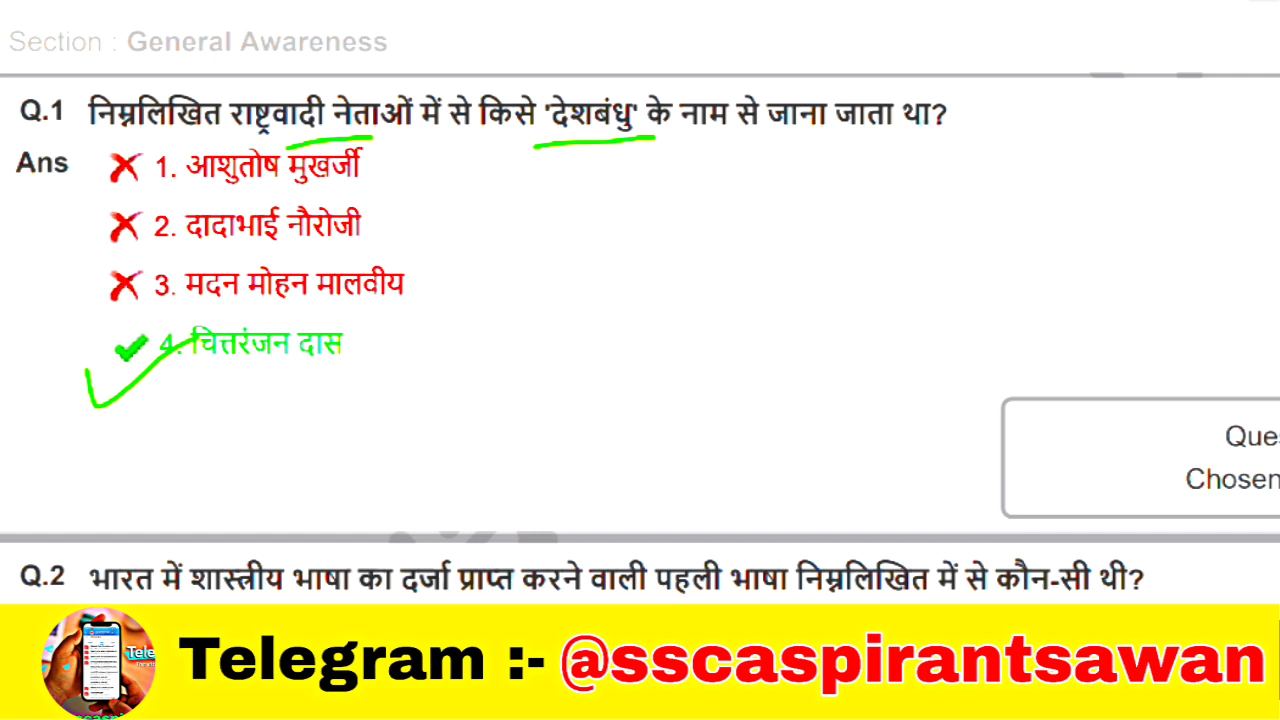 Section : General Awareness
Q.1 निम्नलिखित राष्ट्रवादी नेताओं में से किसे 'देशबंधु' के नाम से जाना जाता था?
Ans 1. आशुतोष मुखर्जी
2. दादाभाई नौरोजी
3. मदन मोहन मालवीय
4. चित्तरंजन दास
Chosen
Q.2 भारत में शास्त्रीय भाषा का दर्जा प्राप्त करने वाली पहली भाषा निम्नलिखित में से कौन-सी थी?
Telegram :- @sscaspirantsawan